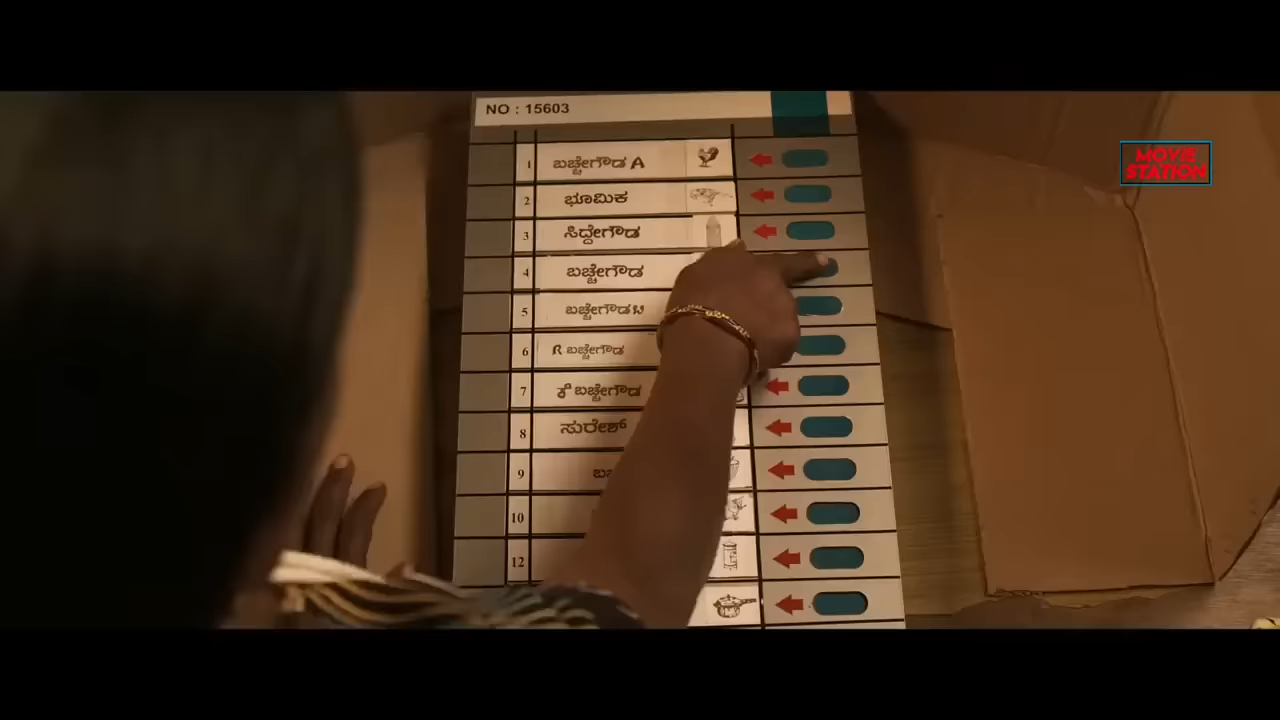 NO : 15603
MOVIE
STATION
1 ಬಚ್ಚೇಗೌಡ A
2 ಭೂಮಿಕ
3 ಸಿದ್ದೇಗೌಡ
4 ಬಚ್ಚೇಗೌಡ
5 ಬಚ್ಚೇಗೌಡ
6 R ಬಚ್ಚೇಗೌಡ
7 ಕೆ ಬಚ್ಚೇಗೌಡ
8 ಸುರೇಶ್
9
10
12